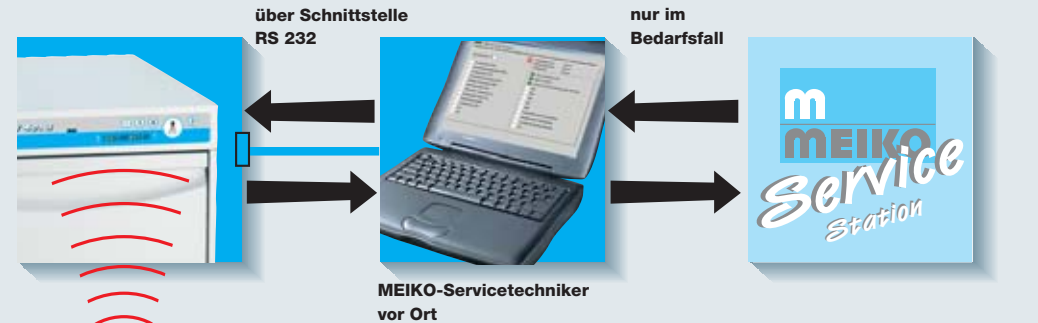 über Schnittstelle
RS 232
nur im
Bedarfsfall
m
MEIKO
Service
Station
MEIKO-Servicetechniker
vor Ort